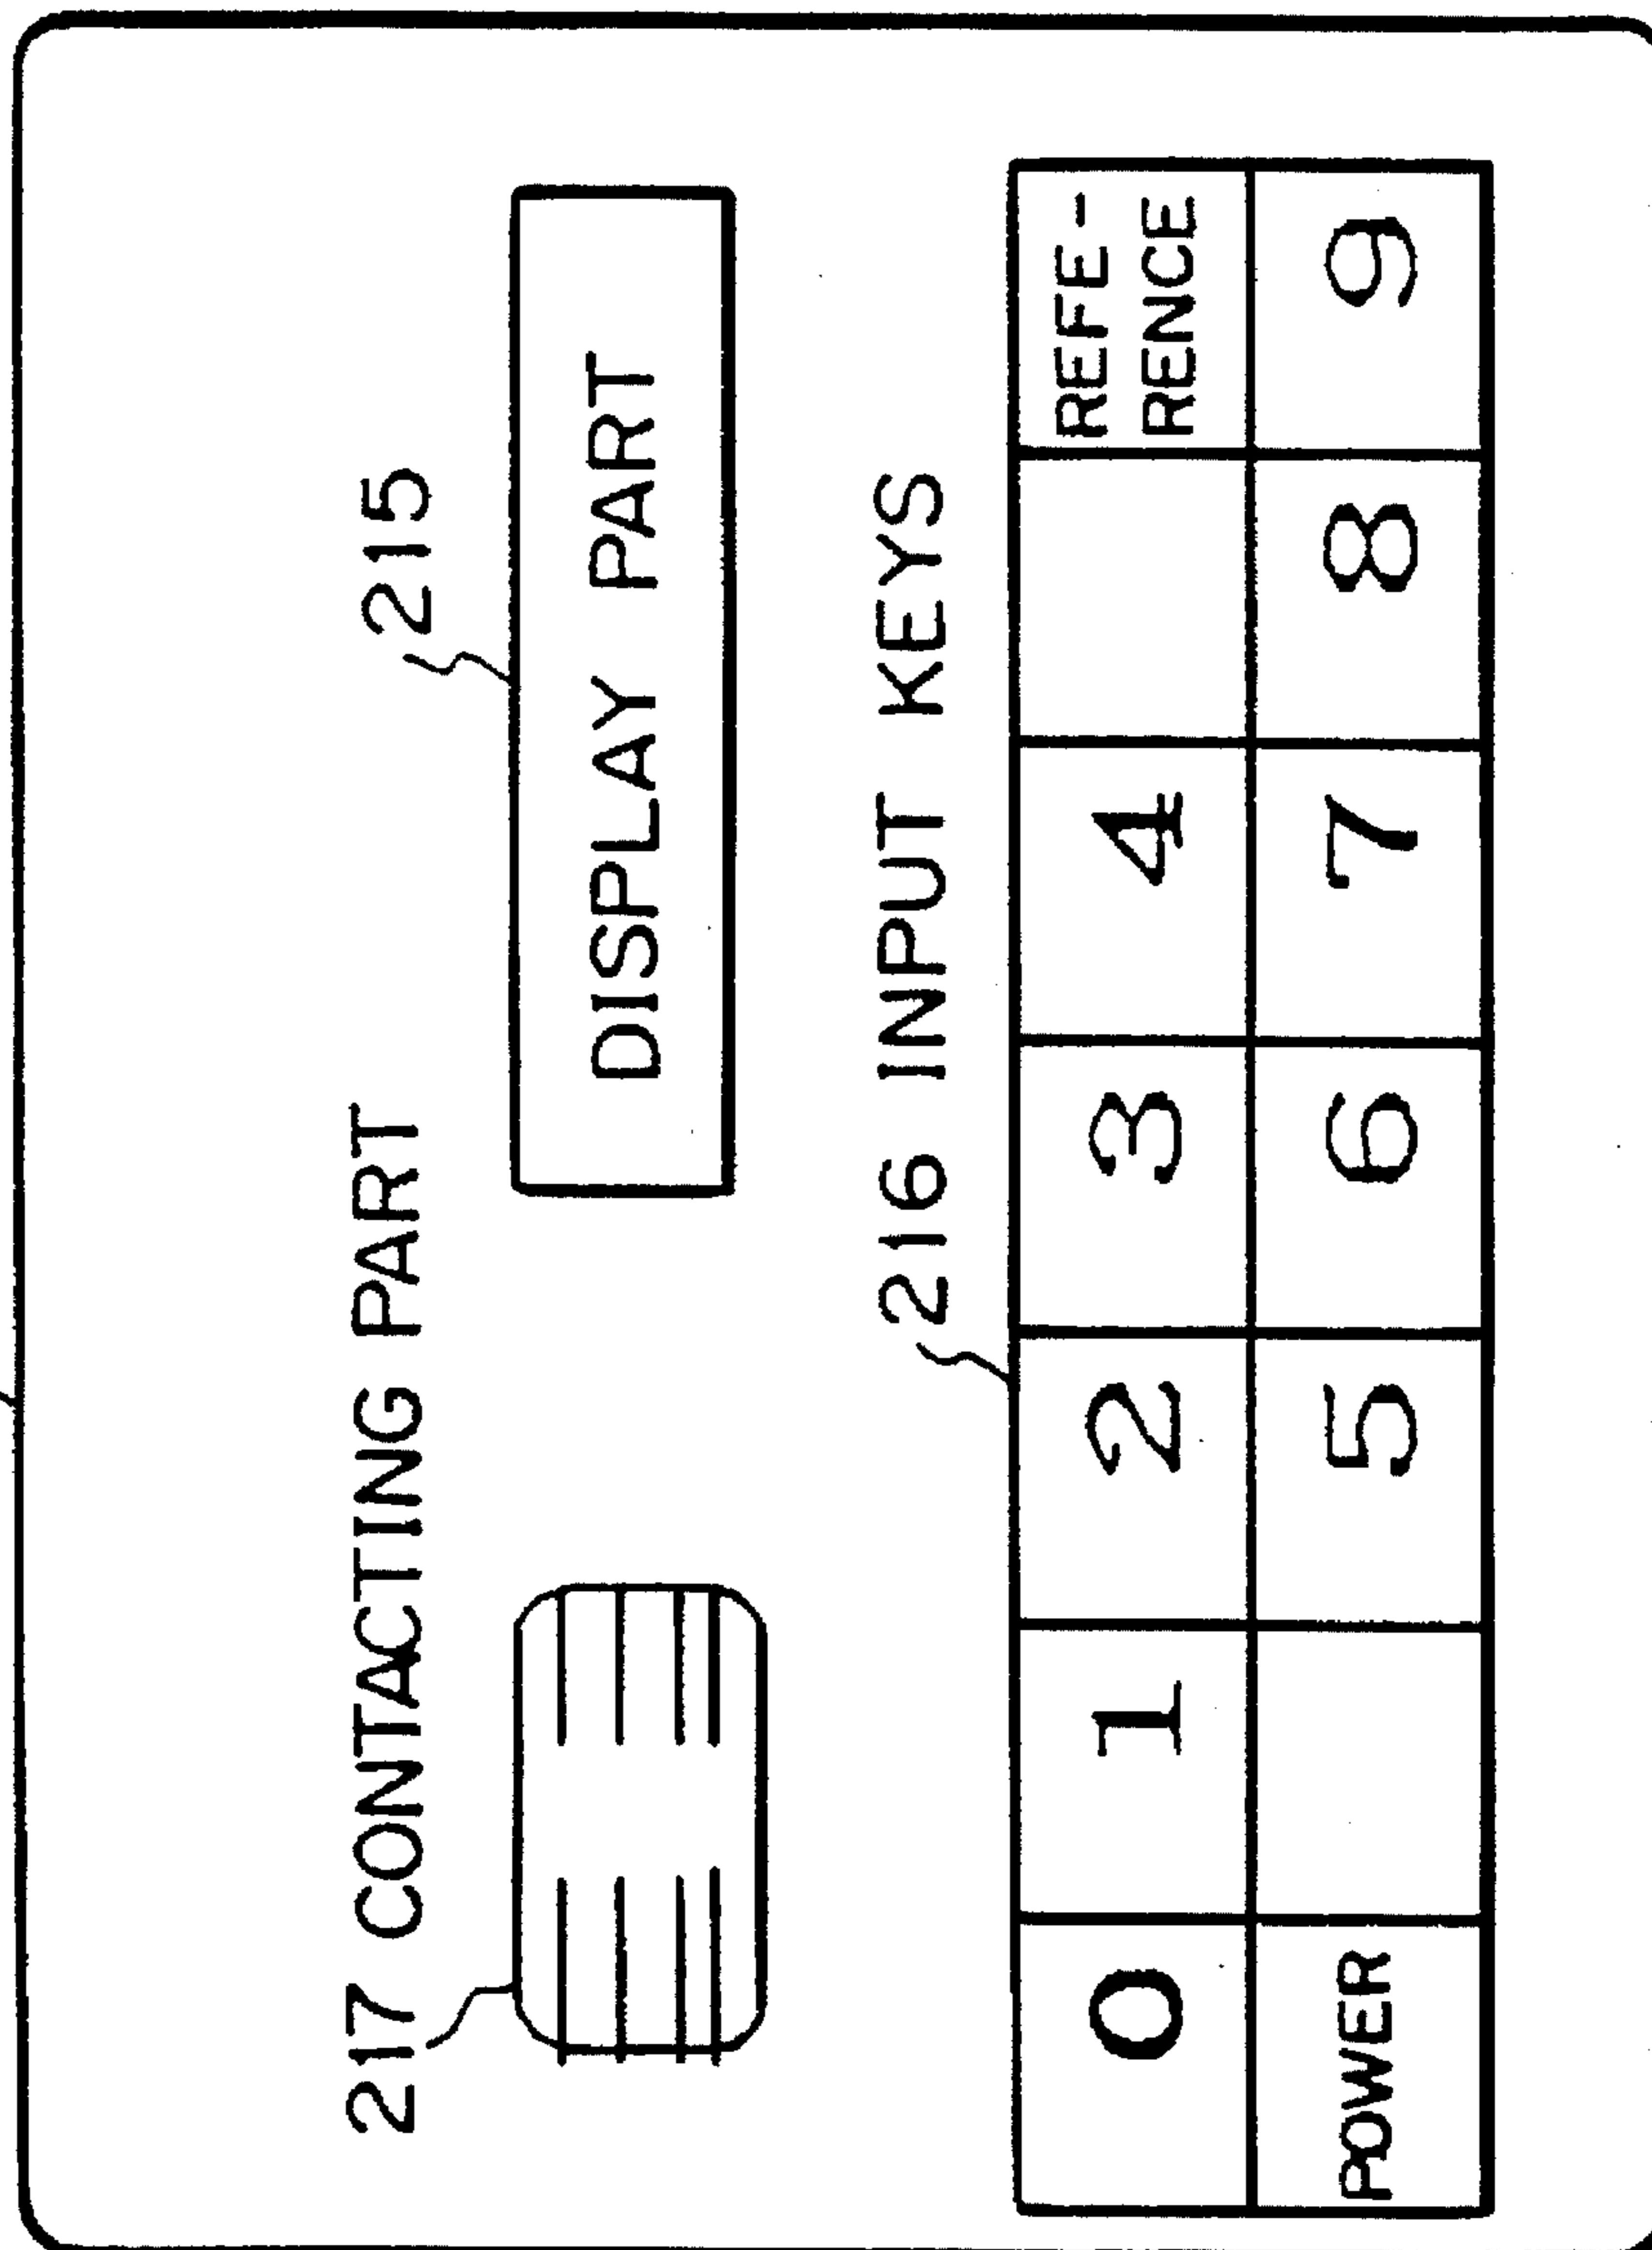 217 CONTACTING PART
215
DISPLAY PART
216 INPUT KEYS
0 1 2 3 4 REFE-
RENCE
POWER 5 6 7 8 9